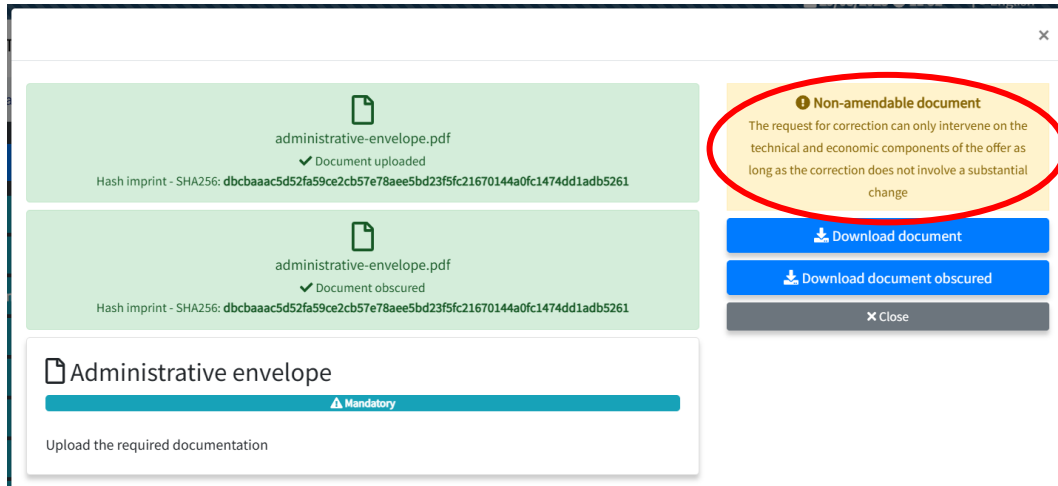 ×
administrative-envelope.pdf
Document uploaded
Hash imprint - SHA256: dbcbaaac5d52fa59ce2cb57e78aee5bd23f5fc21670144a0fc1474dd1adb5261
administrative-envelope.pdf
Document obscured
Hash imprint - SHA256: dbcbaaac5d52fa59ce2cb57e78aee5bd23f5fc21670144a0fc1474dd1adb5261
Administrative envelope
Mandatory
Upload the required documentation
Non-amendable document
The request for correction can only intervene on the
technical and economic components of the offer as
long as the correction does not involve a substantial
change
Download document
Download document obscured
× Close